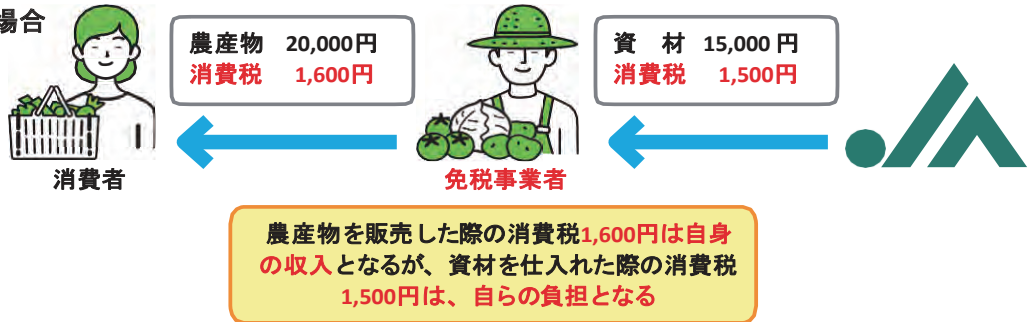 場合
農産物 20,000円
消費税 1,600円
資 材 15,000 円
消費税 1,500円
消費者
免税事業者
農産物を販売した際の消費税1,600円は自身
の収入となるが、資材を仕入れた際の消費税
1,500円は、自らの負担となる